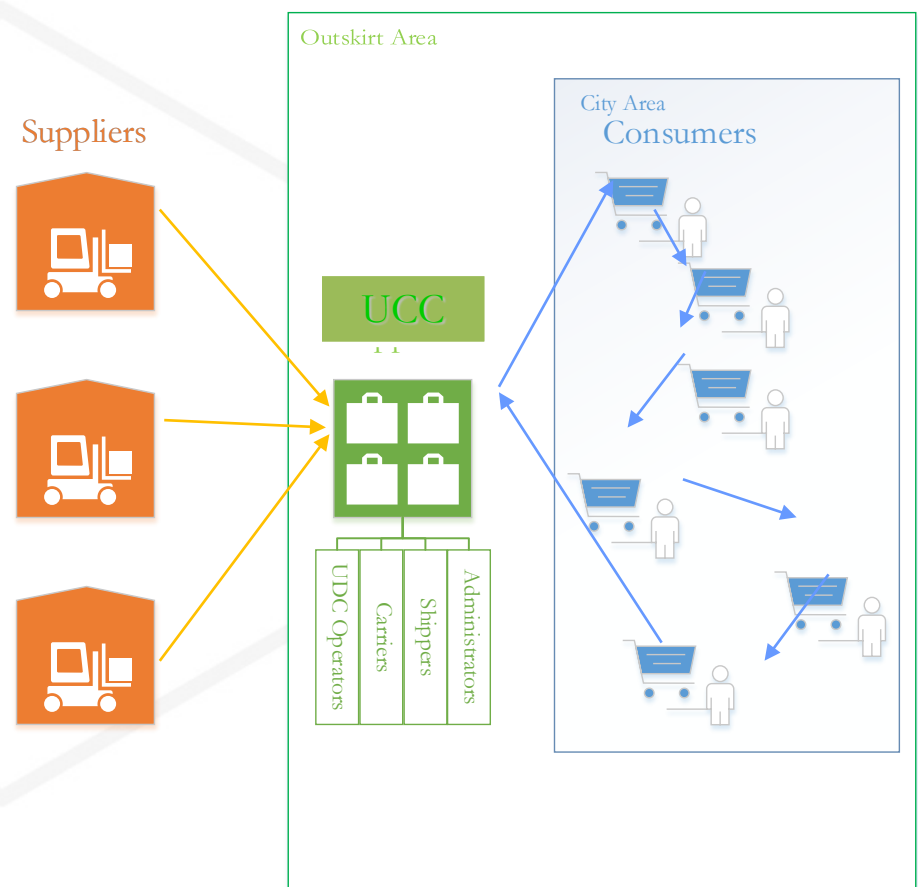 Outskirt Area
City Area
Consumers
Suppliers
UCC
UDC Operators
Carriers
Shippers
Administrators